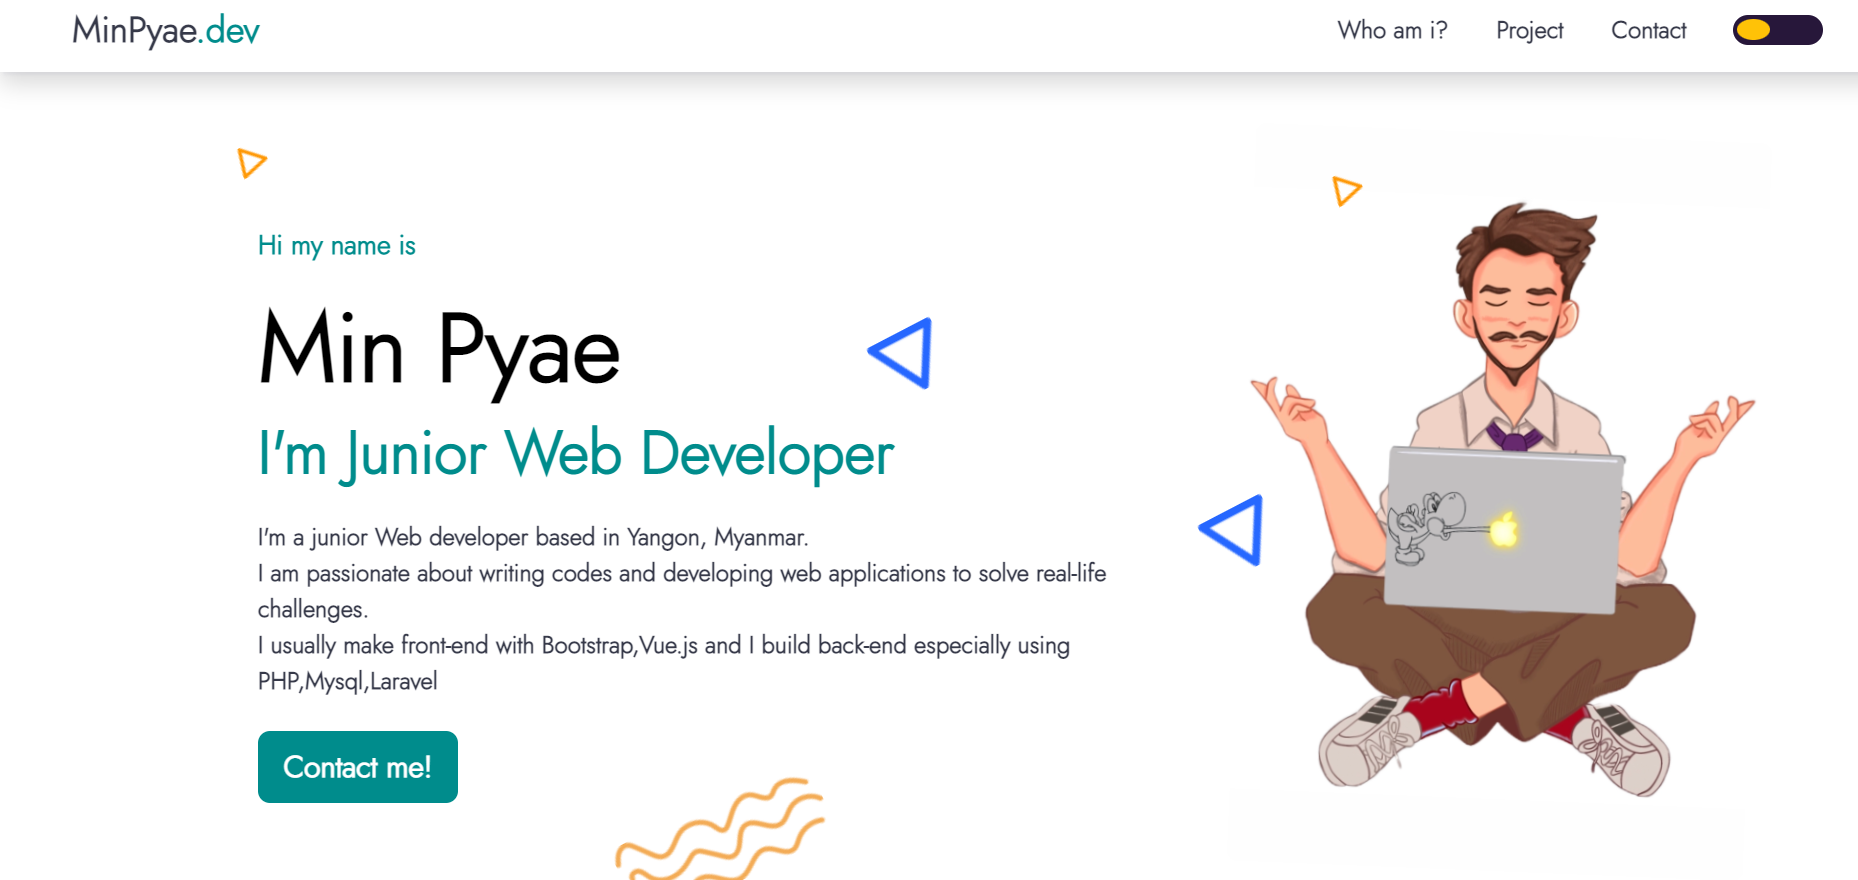 MinPyae.dev
Who am i?
Project
Contact
Hi my name is
Min Pyae
I'm Junior Web Developer
I'm a junior Web developer based in Yangon, Myanmar.
I am passionate about writing codes and developing web applications to solve real-life
challenges.
I usually make front-end with Bootstrap,Vue.js and I build back-end especially using
PHP,Mysql,Laravel
Contact me!